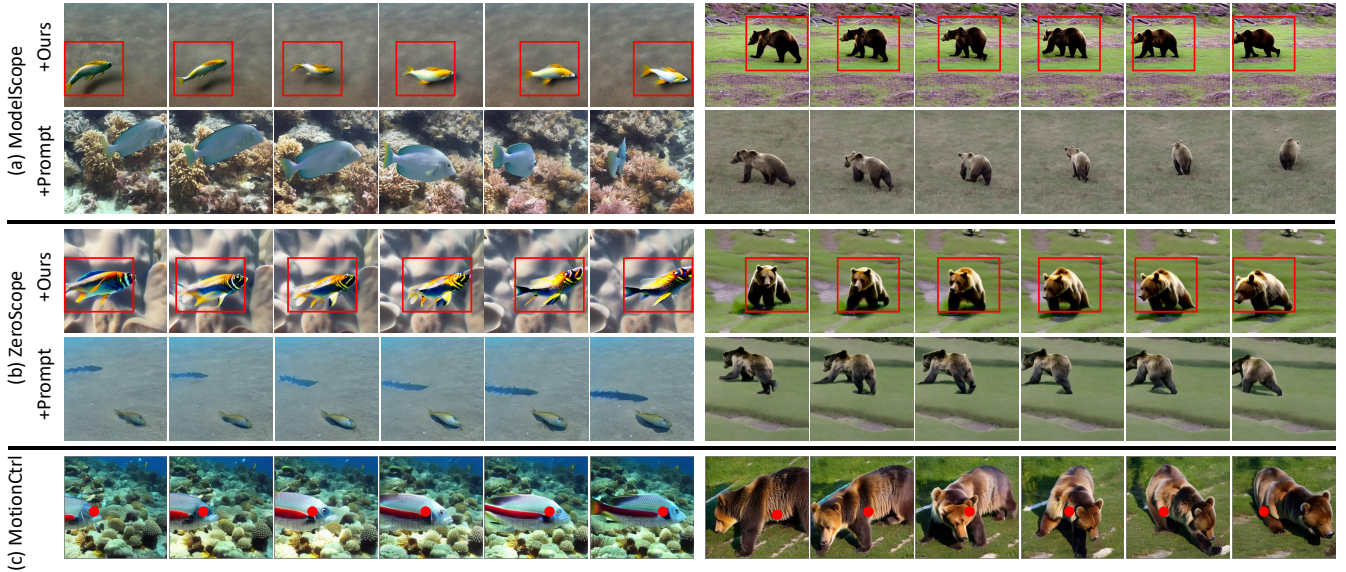 (a) ModelScope
+Ours
+Prompt
(b) ZeroScope
+Ours
+Prompt
(c) MotionCtrl